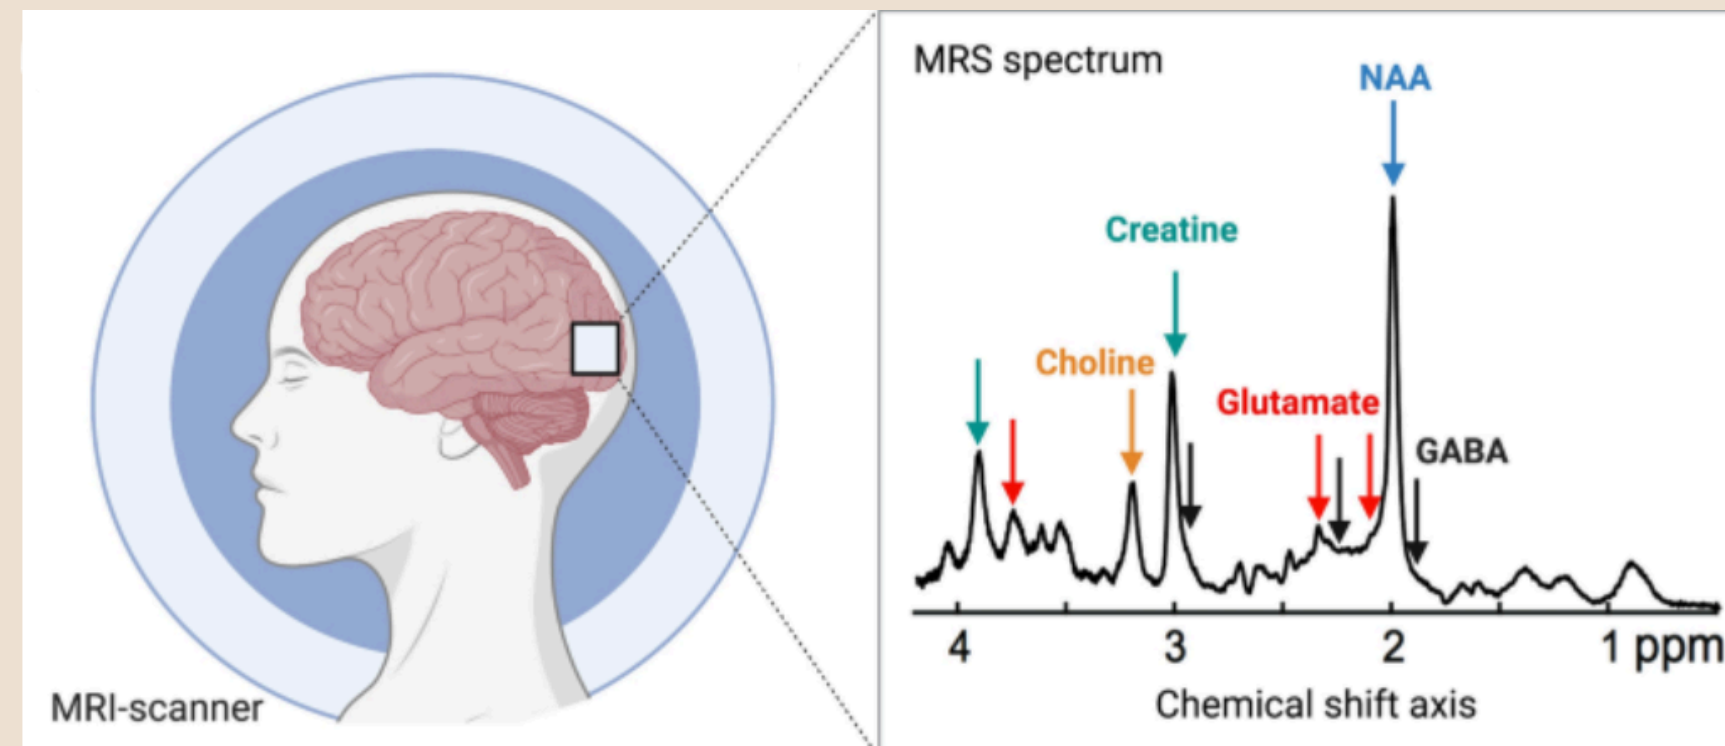 MRS spectrum
NAA
Creatine
Choline
Glutamate
GABA
4 3 2 1 ppm
Chemical shift axis
MRI-scanner